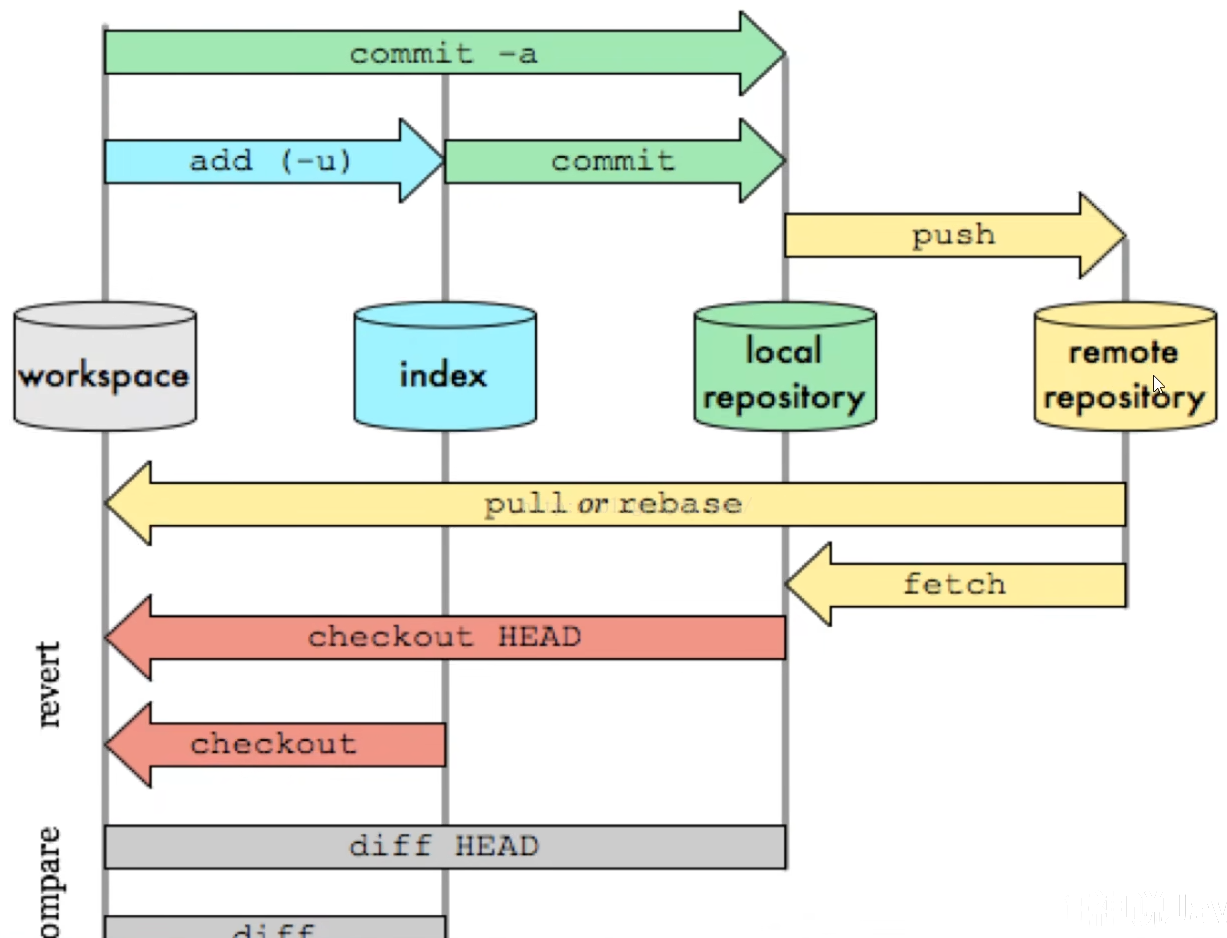 commit -a
add (-u)
commit
push
workspace
index
local
repository
remote
repository
pull or rebase
fetch
checkout HEAD
revert
checkout
diff HEAD
ompare
diff